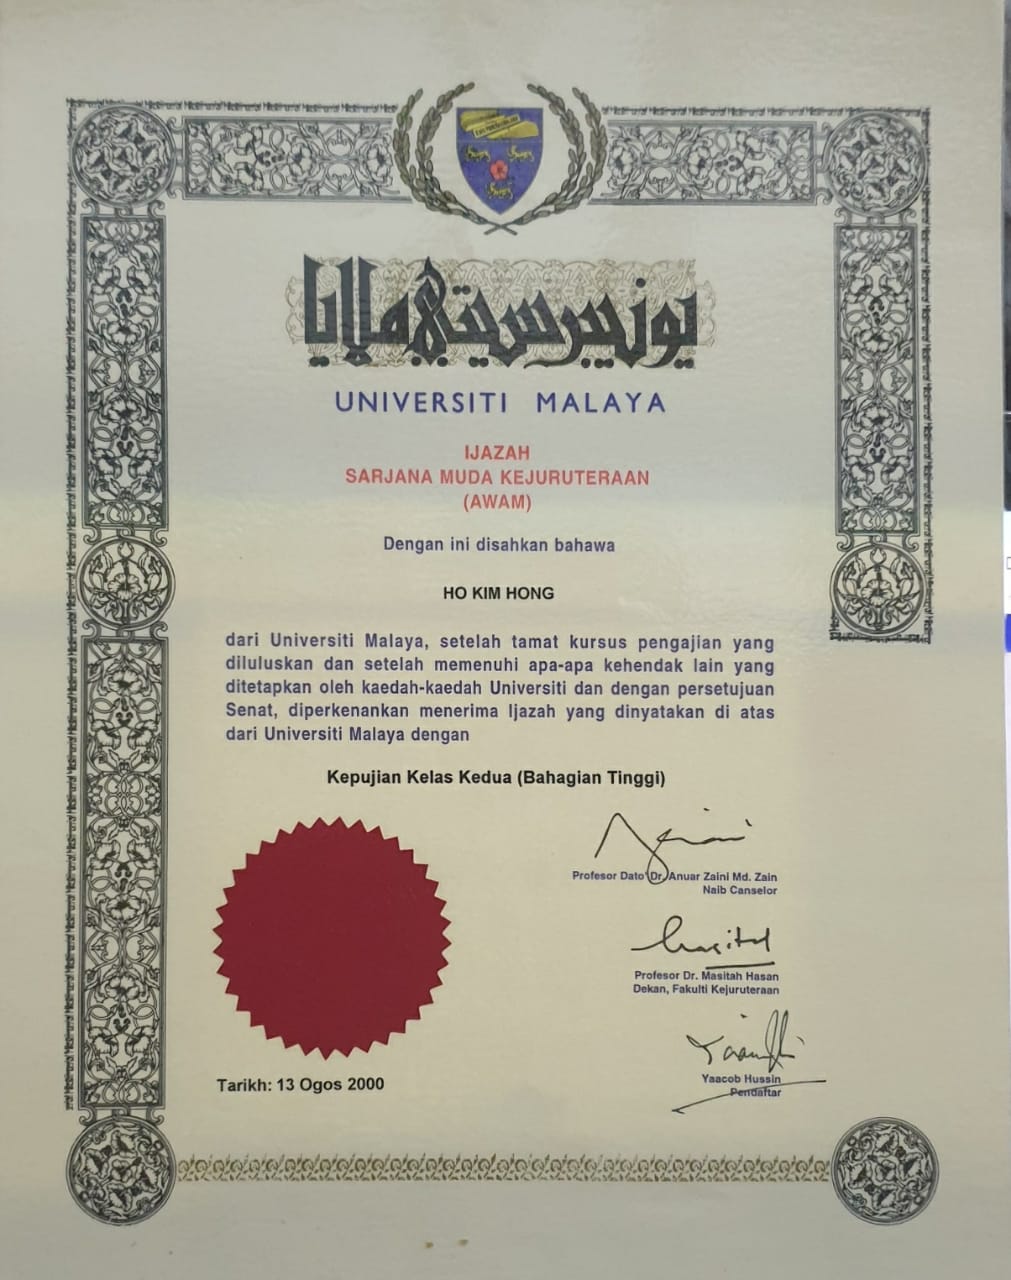 يونيبرسيتي ملايا
UNIVERSITI MALAYA
IJAZAH
SARJANA MUDA KEJURUTERAAN
(AWAM)
Dengan ini disahkan bahawa
HO KIM HONG
dari Universiti Malaya, setelah tamat kursus pengajian yang
diluluskan dan setelah memenuhi apa-apa kehendak lain yang
ditetapkan oleh kaedah-kaedah Universiti dan dengan persetujuan
Senat, diperkenankan menerima Ijazah yang dinyatakan di atas
dari Universiti Malaya dengan
Kepujian Kelas Kedua (Bahagian Tinggi)
Profesor Dato' Dr. Anuar Zaini Md. Zain
Naib Canselor
Profesor Dr. Masitah Hasan
Dekan, Fakulti Kejuruteraan
Yaacob Hussin
Pendaftar
Tarikh: 13 Ogos 2000